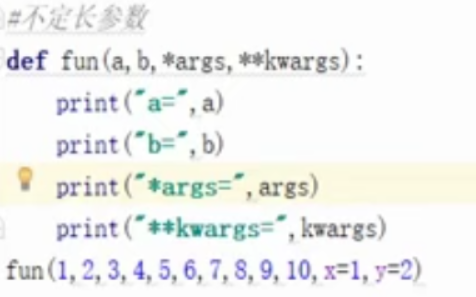 #不定长参数
def fun(a,b,*args,**kwargs):
    print("a=",a)
    print("b=",b)
    print("*args=",args)
    print("**kwargs=",kwargs)
fun(1,2,3,4,5,6,7,8,9,10,x=1,y=2)